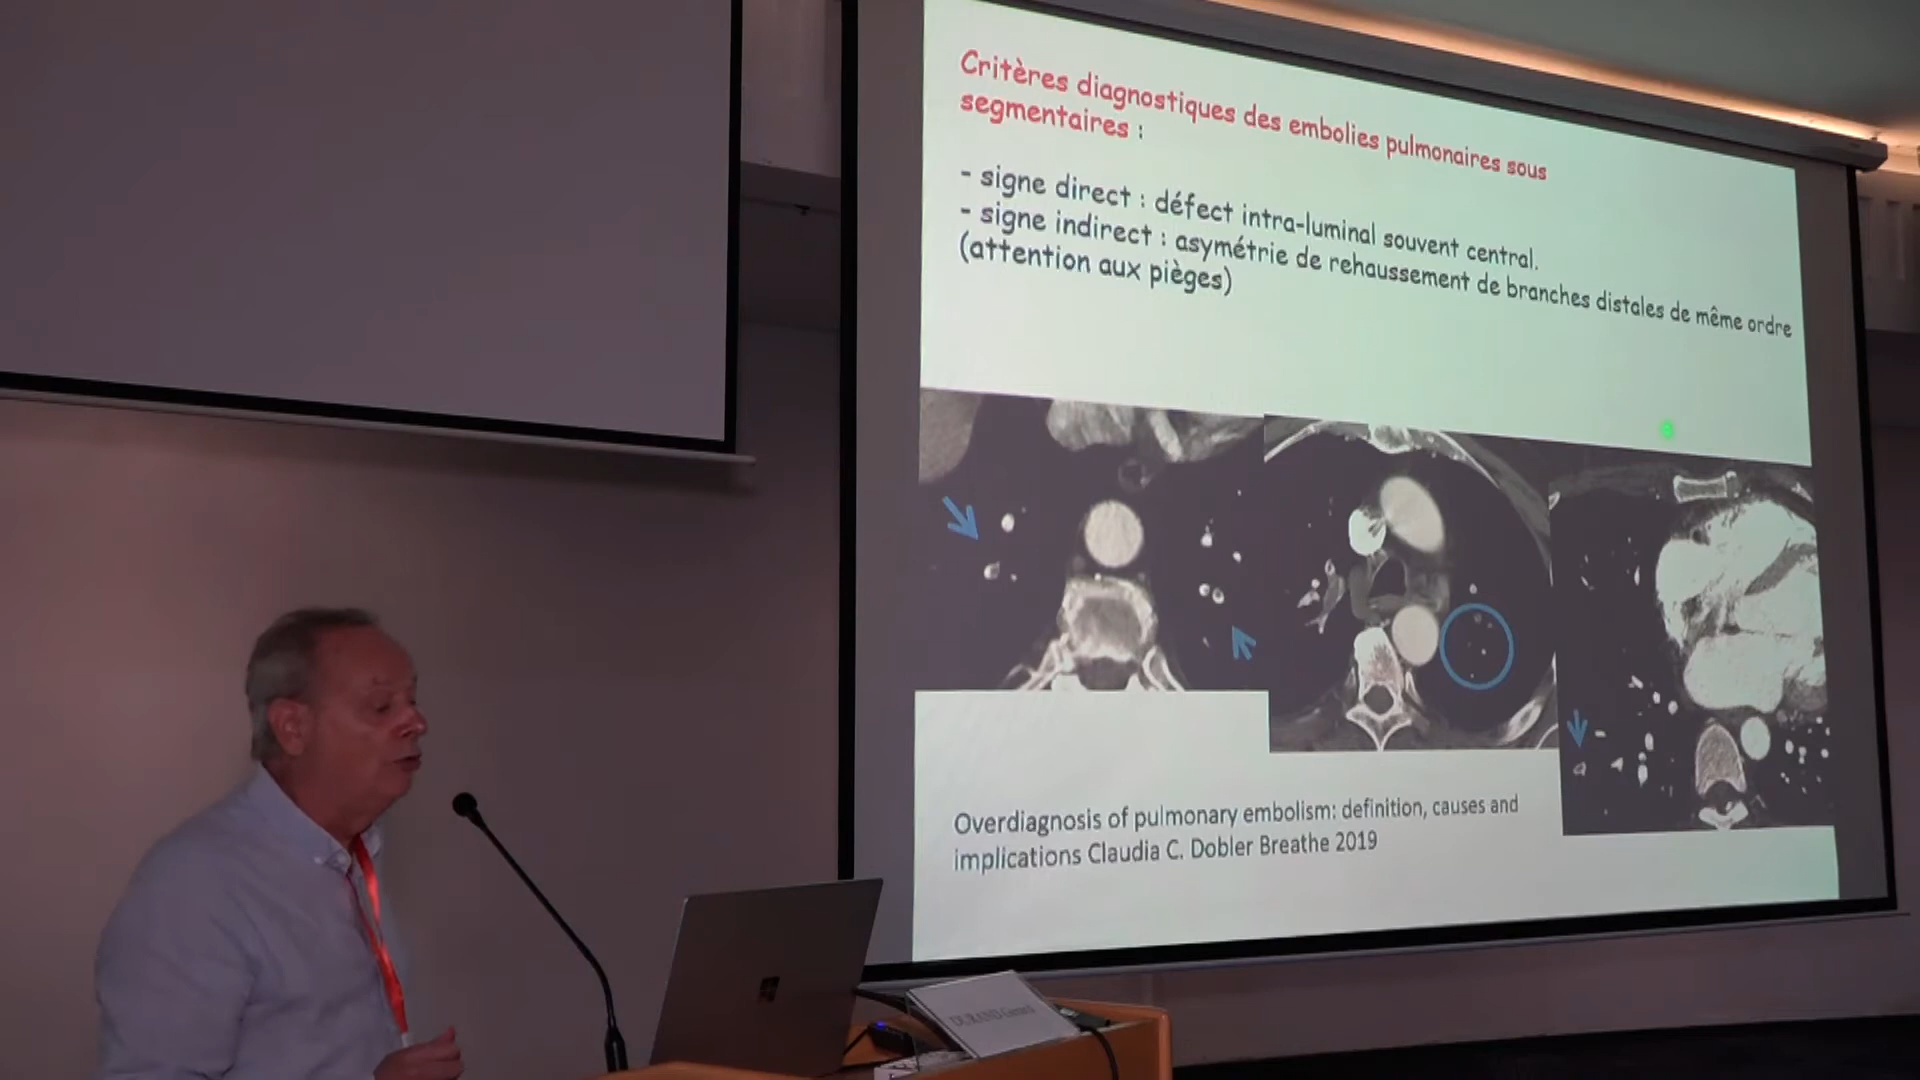 Critères diagnostiques des embolies pulmonaires sous
segmentaires :
- signe direct : défect intra-luminal souvent central.
- signe indirect : asymétrie de rehaussement de branches distales de même ordre
(attention aux pièges)
Overdiagnosis of pulmonary embolism: definition, causes and
implications Claudia C. Dobler Breathe 2019
DURAND Gerard